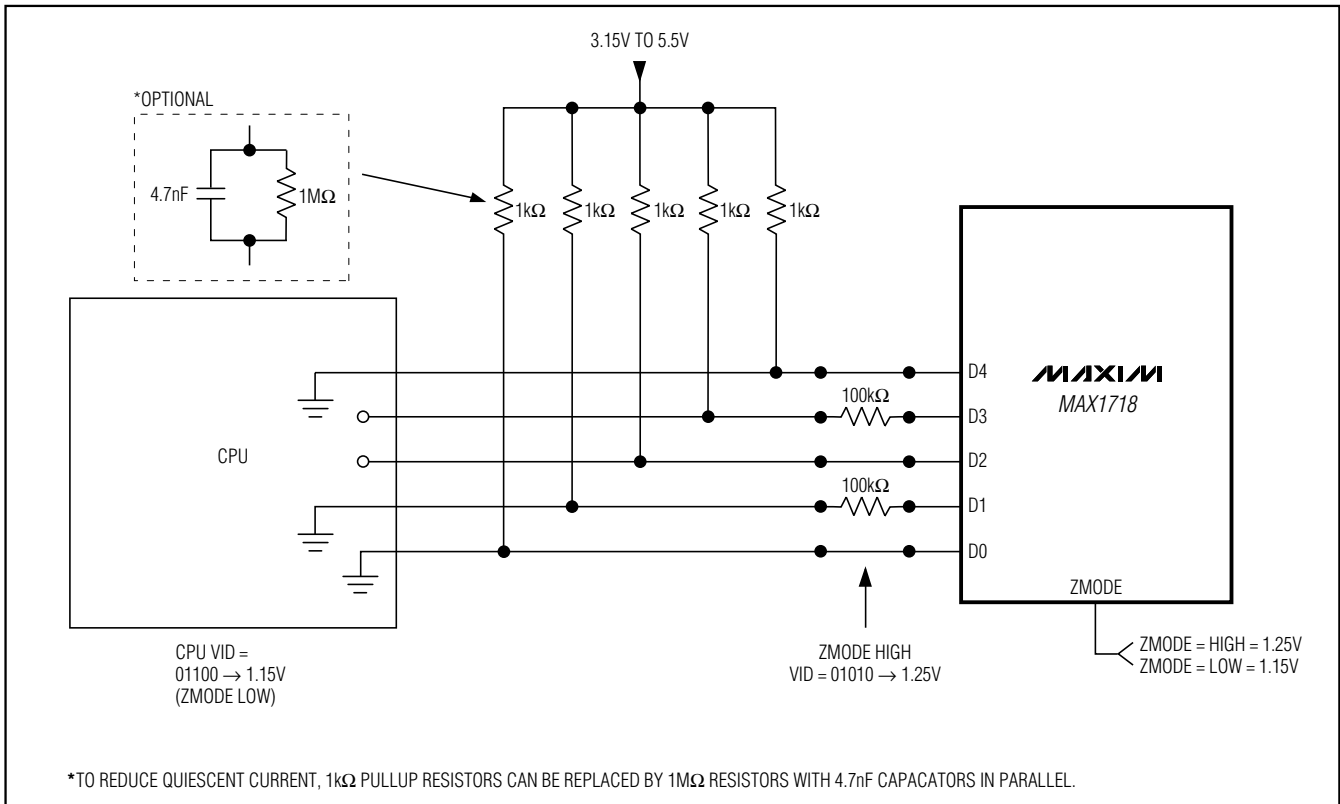 3.15V TO 5.5V
*OPTIONAL
4.7nF
1MΩ
1kΩ
1kΩ
1kΩ
1kΩ
1kΩ
D4
MAXIM
MAX1718
100kΩ
D3
CPU
D2
100kΩ
D1
D0
ZMODE
CPU VID =
01100 → 1.15V
(ZMODE LOW)
ZMODE HIGH
VID = 01010 → 1.25V
ZMODE = HIGH = 1.25V
ZMODE = LOW = 1.15V
*TO REDUCE QUIESCENT CURRENT, 1kΩ PULLUP RESISTORS CAN BE REPLACED BY 1MΩ RESISTORS WITH 4.7nF CAPACATORS IN PARALLEL.